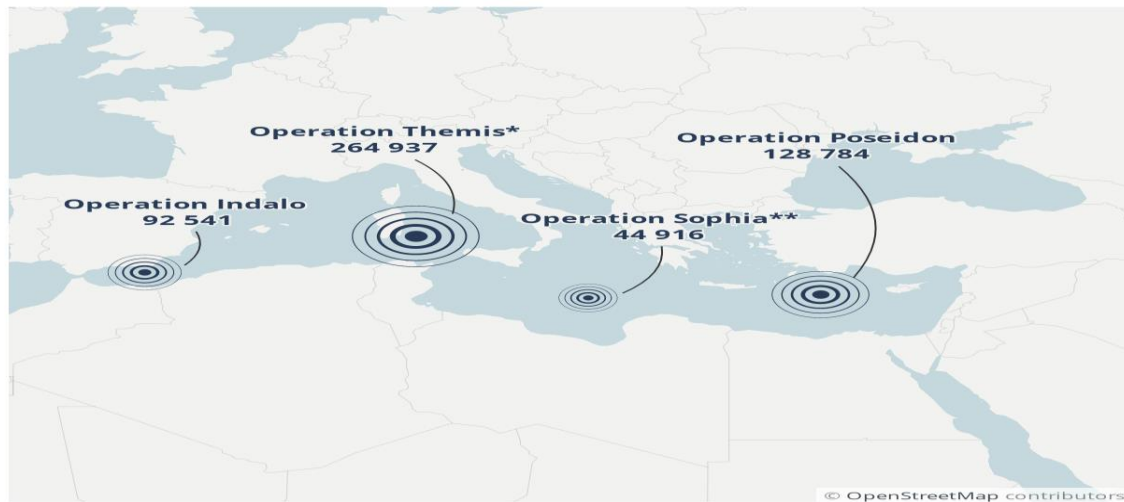 Operation Themis*
264 937
Operation Poseidon
128 784
Operation Indalo
92 541
Operation Sophia**
44 916
© OpenStreetMap contributors